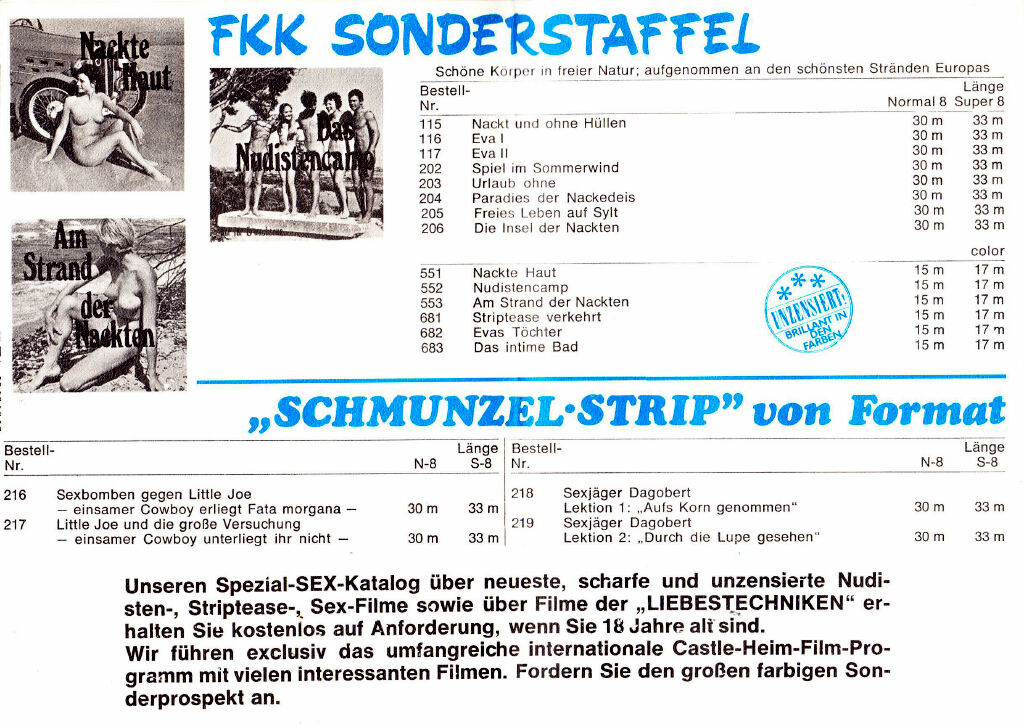 Nackte
Haut
FKK SONDERSTAFFEL
Schöne Körper in freier Natur; aufgenommen an den schönsten Stränden Europas
Das
Nudistencamp
Am
Strand
der
Nackten
Bestell- Länge
Nr. Normal 8 Super 8
115 Nackt und ohne Hüllen 30 m 33 m
116 Eva I 30 m 33 m
117 Eva II 30 m 33 m
202 Spiel im Sommerwind 30 m 33 m
203 Urlaub ohne 30 m 33 m
204 Paradies der Nackedeis 30 m 33 m
205 Freies Leben auf Sylt 30 m 33 m
206 Die Insel der Nackten 30 m 33 m
color
551 Nackte Haut 15 m 17 m
552 Nudistencamp 15 m 17 m
553 Am Strand der Nackten 15 m 17 m
681 Striptease verkehrt 15 m 17 m
682 Evas Töchter 15 m 17 m
683 Das intime Bad 15 m 17 m
UNZENSIERT!
BRILLANT IN
DEN
FARBEN
„SCHMUNZEL·STRIP” von Format
Bestell- Länge
Nr. N-8 S-8
216 Sexbomben gegen Little Joe
— einsamer Cowboy erliegt Fata morgana — 30 m 33 m
217 Little Joe und die große Versuchung
— einsamer Cowboy unterliegt ihr nicht — 30 m 33 m
Bestell- Länge
Nr. N-8 S-8
218 Sexjäger Dagobert
Lektion 1: „Aufs Korn genommen“ 30 m 33 m
219 Sexjäger Dagobert
Lektion 2: „Durch die Lupe gesehen“ 30 m 33 m
Unseren Spezial-SEX-Katalog über neueste, scharfe und unzensierte Nudi-
sten-, Striptease-, Sex-Filme sowie über Filme der „LIEBESTECHNIKEN“ er-
halten Sie kostenlos auf Anforderung, wenn Sie 18 Jahre alt sind.
Wir führen exclusiv das umfangreiche internationale Castle-Heim-Film-Pro-
gramm mit vielen interessanten Filmen. Fordern Sie den großen farbigen Son-
derprospekt an.